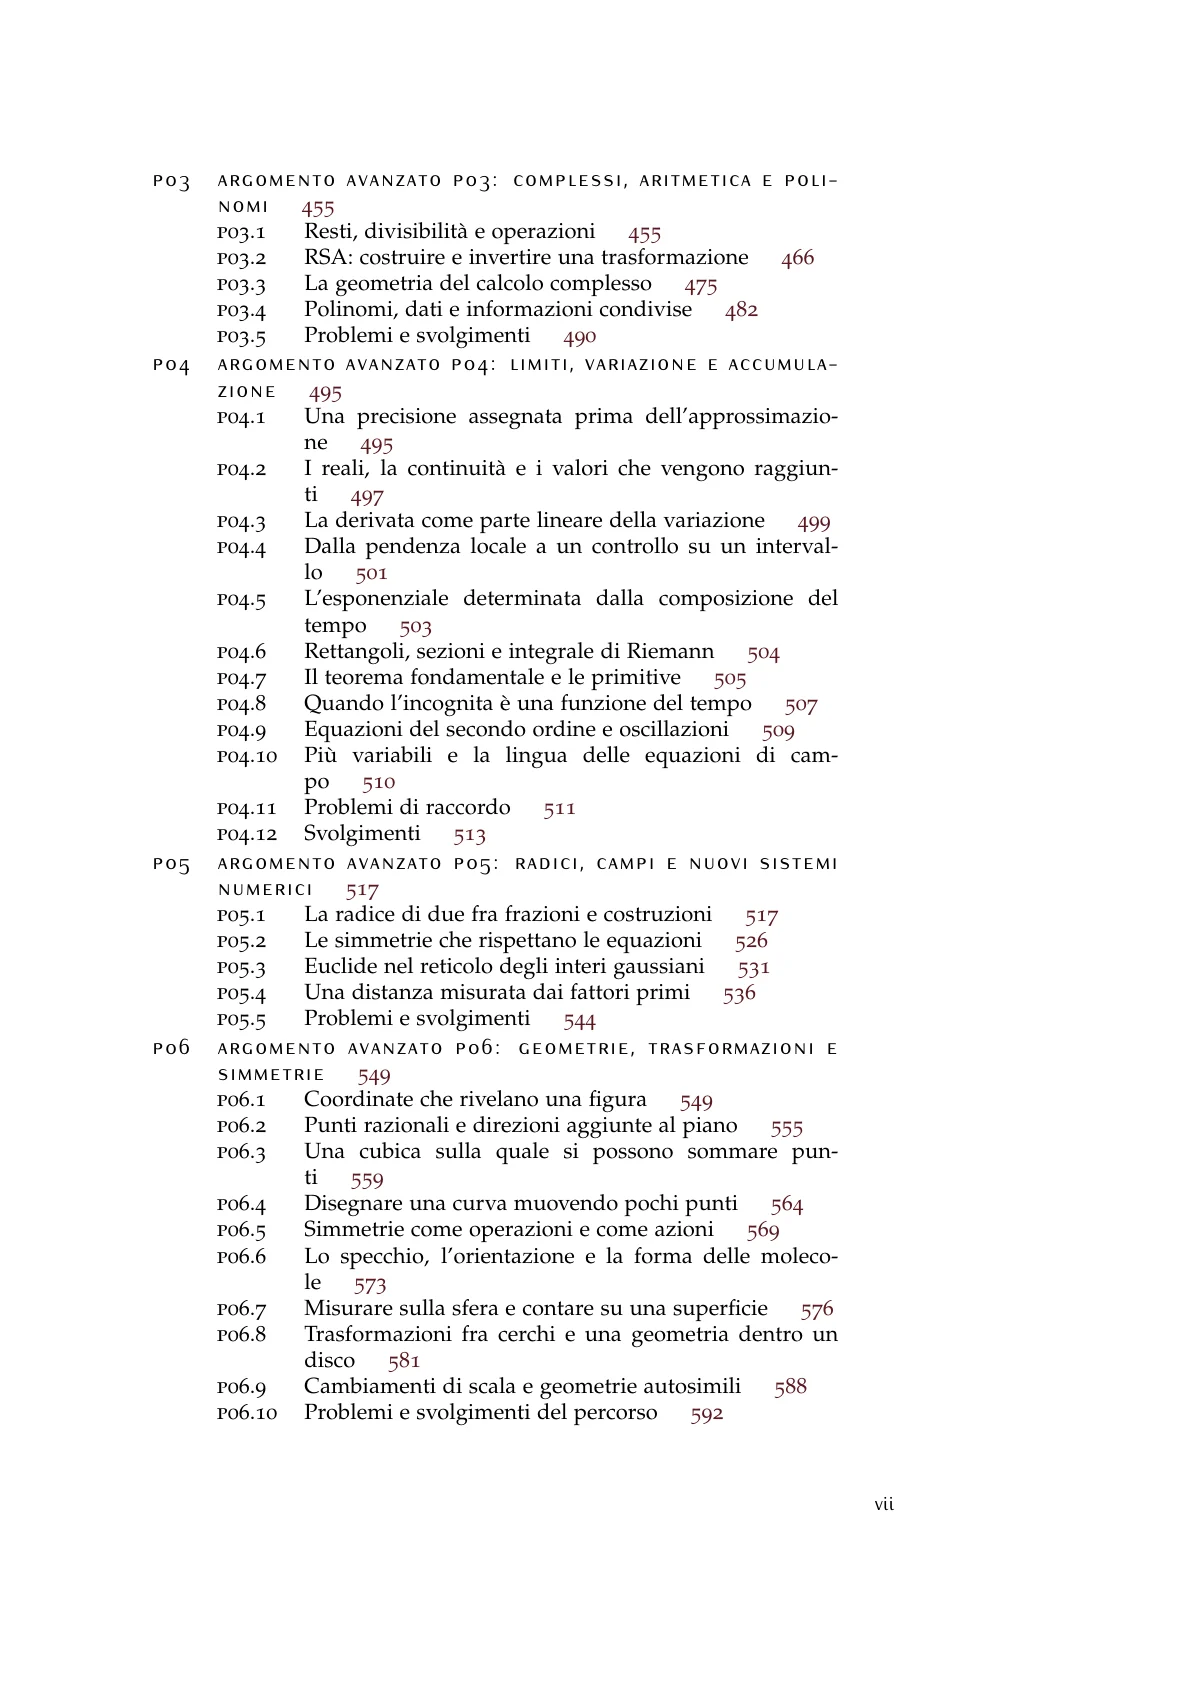 P03 ARGOMENTO AVANZATO P03: COMPLESSI, ARITMETICA E POLI-
NOMI 455
P03.1 Resti, divisibilità e operazioni 455
P03.2 RSA: costruire e invertire una trasformazione 466
P03.3 La geometria del calcolo complesso 475
P03.4 Polinomi, dati e informazioni condivise 482
P03.5 Problemi e svolgimenti 490
P04 ARGOMENTO AVANZATO P04: LIMITI, VARIAZIONE E ACCUMULA-
ZIONE 495
P04.1 Una precisione assegnata prima dell'approssimazio-
ne 495
P04.2 I reali, la continuità e i valori che vengono raggiun-
ti 497
P04.3 La derivata come parte lineare della variazione 499
P04.4 Dalla pendenza locale a un controllo su un interval-
lo 501
P04.5 L'esponenziale determinata dalla composizione del
tempo 503
P04.6 Rettangoli, sezioni e integrale di Riemann 504
P04.7 Il teorema fondamentale e le primitive 505
P04.8 Quando l'incognita è una funzione del tempo 507
P04.9 Equazioni del secondo ordine e oscillazioni 509
P04.10 Più variabili e la lingua delle equazioni di cam-
po 510
P04.11 Problemi di raccordo 511
P04.12 Svolgimenti 513
P05 ARGOMENTO AVANZATO P05: RADICI, CAMPI E NUOVI SISTEMI
NUMERICI 517
P05.1 La radice di due fra frazioni e costruzioni 517
P05.2 Le simmetrie che rispettano le equazioni 526
P05.3 Euclide nel reticolo degli interi gaussiani 531
P05.4 Una distanza misurata dai fattori primi 536
P05.5 Problemi e svolgimenti 544
P06 ARGOMENTO AVANZATO P06: GEOMETRIE, TRASFORMAZIONI E
SIMMETRIE 549
P06.1 Coordinate che rivelano una figura 549
P06.2 Punti razionali e direzioni aggiunte al piano 555
P06.3 Una cubica sulla quale si possono sommare pun-
ti 559
P06.4 Disegnare una curva muovendo pochi punti 564
P06.5 Simmetrie come operazioni e come azioni 569
P06.6 Lo specchio, l'orientazione e la forma delle moleco-
le 573
P06.7 Misurare sulla sfera e contare su una superficie 576
P06.8 Trasformazioni fra cerchi e una geometria dentro un
disco 581
P06.9 Cambiamenti di scala e geometrie autosimili 588
P06.10 Problemi e svolgimenti del percorso 592
vii